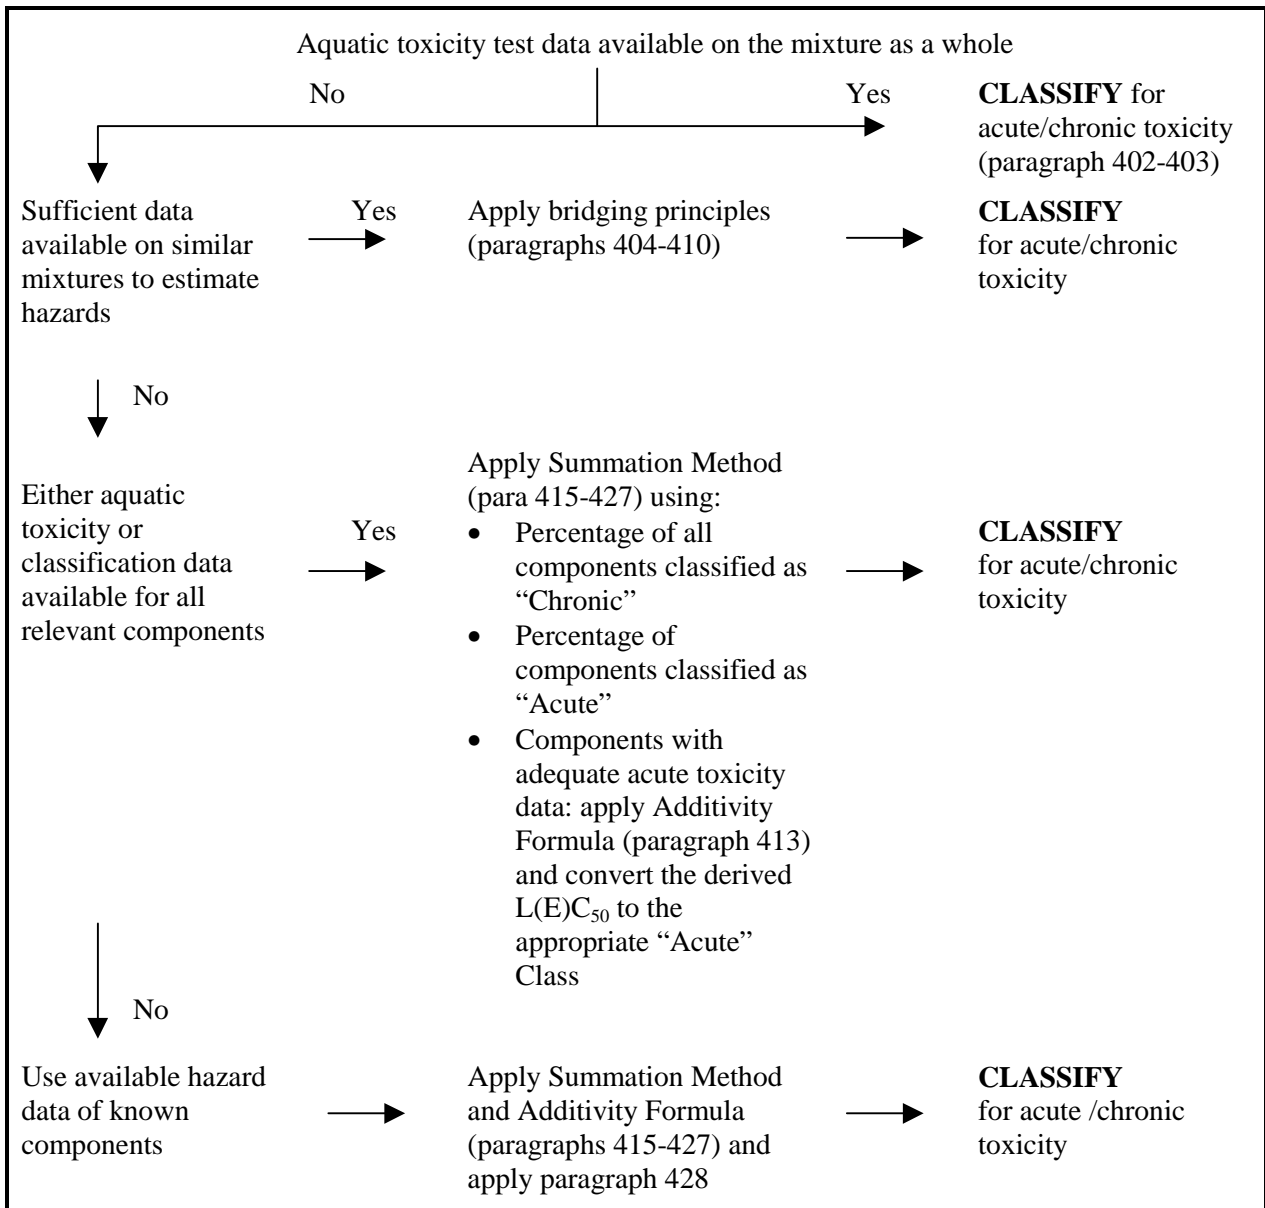 Aquatic toxicity test data available on the mixture as a whole
No
Yes
CLASSIFY for
acute/chronic toxicity
(paragraph 402-403)
Sufficient data
available on similar
mixtures to estimate
hazards
Yes
Apply bridging principles
(paragraphs 404-410)
CLASSIFY
for acute/chronic
toxicity
No
Either aquatic
toxicity or
classification data
available for all
relevant components
Yes
Apply Summation Method
(para 415-427) using:
• Percentage of all
components classified as
“Chronic”
• Percentage of
components classified as
“Acute”
• Components with
adequate acute toxicity
data: apply Additivity
Formula (paragraph 413)
and convert the derived
L(E)C₅₀ to the
appropriate “Acute”
Class
CLASSIFY
for acute/chronic
toxicity
No
Use available hazard
data of known
components
Apply Summation Method
and Additivity Formula
(paragraphs 415-427) and
apply paragraph 428
CLASSIFY
for acute /chronic
toxicity